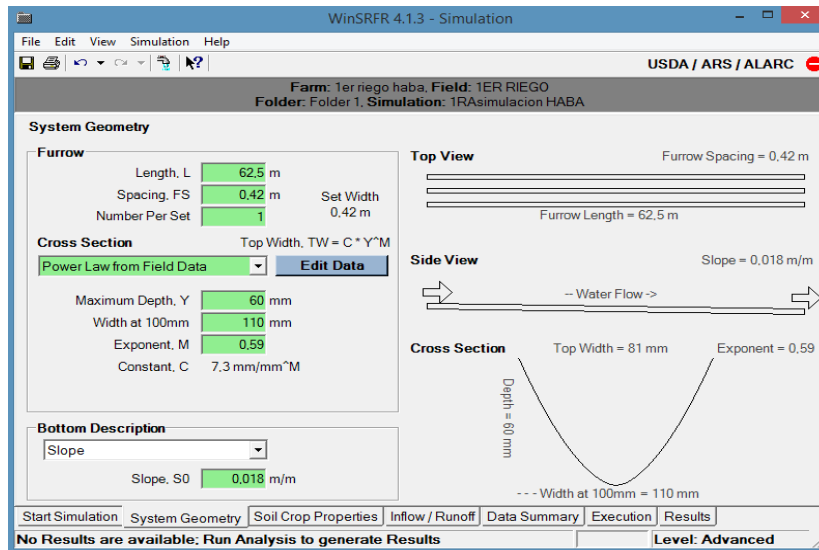 WinSRFR 4.1.3 - Simulation
File Edit View Simulation Help
USDA / ARS / ALARC
Farm: 1er riego haba, Field: 1ER RIEGO
Folder: Folder 1, Simulation: 1RAsimulacion HABA
System Geometry
Furrow
Length, L 62,5 m
Spacing, FS 0,42 m
Number Per Set 1
Set Width
0,42 m
Cross Section Top Width, TW = C * Y^M
Power Law from Field Data Edit Data
Maximum Depth, Y 60 mm
Width at 100mm 110 mm
Exponent, M 0,59
Constant, C 7,3 mm/mm^M
Bottom Description
Slope
Slope, S0 0,018 m/m
Top View Furrow Spacing = 0,42 m
Furrow Length = 62,5 m
Side View Slope = 0,018 m/m
-- Water Flow ->
Cross Section Top Width = 81 mm Exponent = 0,59
Depth = 60 mm
- - - Width at 100mm = 110 mm
Start Simulation System Geometry Soil Crop Properties Inflow / Runoff Data Summary Execution Results
No Results are available; Run Analysis to generate Results Level: Advanced